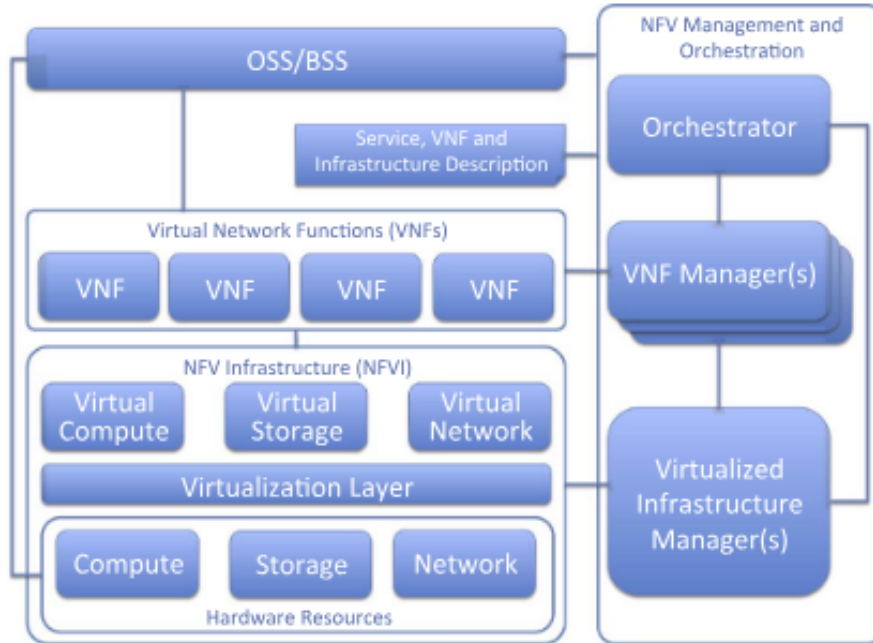 NFV Management and
Orchestration
OSS/BSS
Orchestrator
Service, VNF and
Infrastructure Description
Virtual Network Functions (VNFs)
VNF
VNF
VNF
VNF
VNF Manager(s)
NFV Infrastructure (NFVI)
Virtual
Compute
Virtual
Storage
Virtual
Network
Virtualization Layer
Virtualized
Infrastructure
Manager(s)
Compute
Storage
Network
Hardware Resources